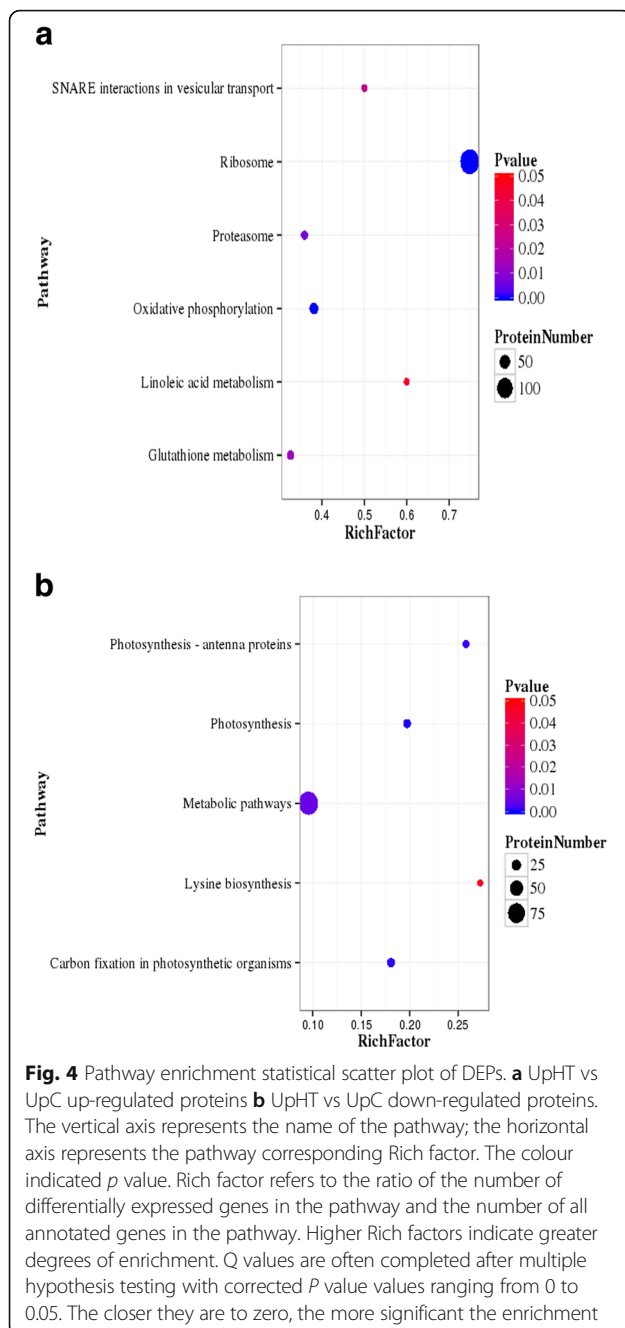 a
SNARE interactions in vesicular transport
Ribosome
Proteasome
Oxidative phosphorylation
Linoleic acid metabolism
Glutathione metabolism
Pathway
0.4 0.5 0.6 0.7
RichFactor
Pvalue
0.05
0.04
0.03
0.02
0.01
0.00
ProteinNumber
50
100
b
Photosynthesis - antenna proteins
Photosynthesis
Metabolic pathways
Lysine biosynthesis
Carbon fixation in photosynthetic organisms
Pathway
0.10 0.15 0.20 0.25
RichFactor
Pvalue
0.05
0.04
0.03
0.02
0.01
0.00
ProteinNumber
25
50
75
Fig. 4 Pathway enrichment statistical scatter plot of DEPs. a UpHT vs
UpC up-regulated proteins b UpHT vs UpC down-regulated proteins.
The vertical axis represents the name of the pathway; the horizontal
axis represents the pathway corresponding Rich factor. The colour
indicated p value. Rich factor refers to the ratio of the number of
differentially expressed genes in the pathway and the number of all
annotated genes in the pathway. Higher Rich factors indicate greater
degrees of enrichment. Q values are often completed after multiple
hypothesis testing with corrected P value values ranging from 0 to
0.05. The closer they are to zero, the more significant the enrichment